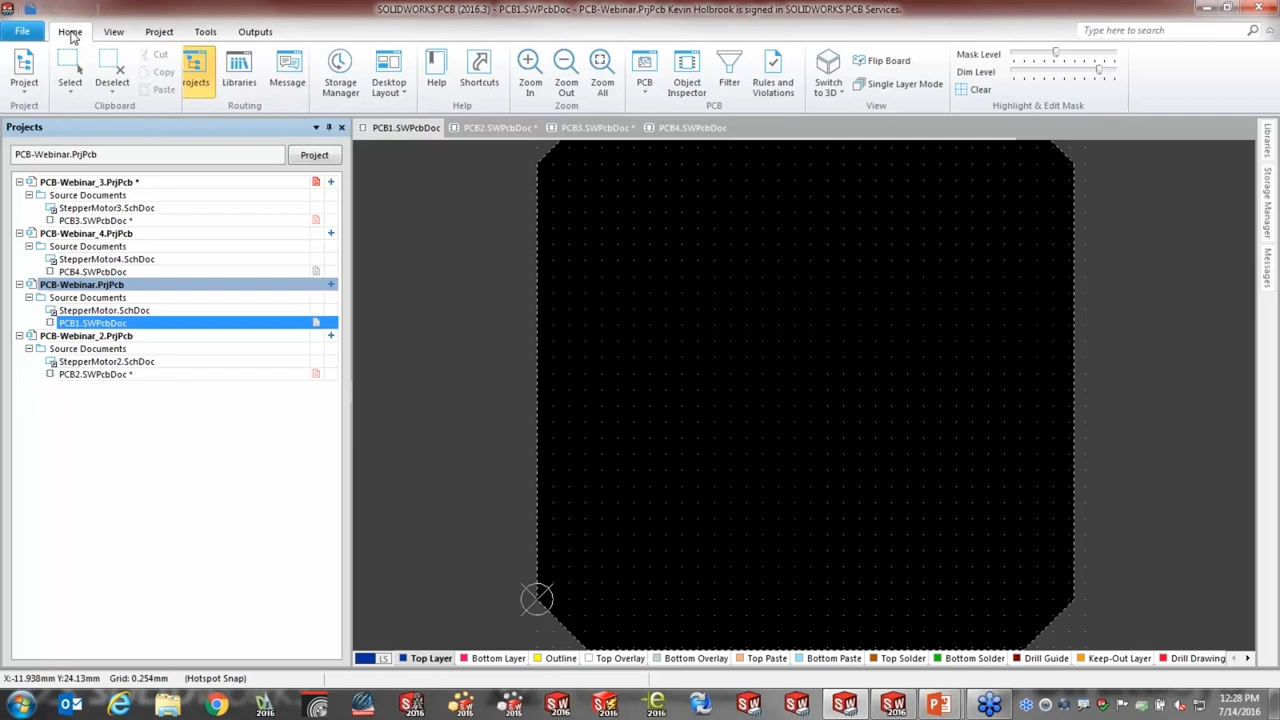 SOLIDWORKS PCB (2016.3) - PCB1.SWPcbDoc - PCB-Webinar.PrjPcb Kevin Holbrook is signed in SOLIDWORKS PCB Services.
File Home View Project Tools Outputs Type here to search
Project Select Deselect Cut Copy Paste rojects Libraries Message Storage Manager Desktop Layout Help Shortcuts Zoom In Zoom Out Zoom All PCB Object Inspector Filter Rules and Violations Switch to 3D Flip Board Single Layer Mode Mask Level Dim Level Clear
Project Clipboard Routing Help Zoom PCB View Highlight & Edit Mask
Projects
PCB1.SWPcbDoc PCB2.SWPcbDoc * PCB3.SWPcbDoc * PCB4.SWPcbDoc
PCB-Webinar.PrjPcb Project
PCB-Webinar_3.PrjPcb *
Source Documents
StepperMotor3.SchDoc
PCB3.SWPcbDoc *
PCB-Webinar_4.PrjPcb
Source Documents
StepperMotor4.SchDoc
PCB4.SWPcbDoc
PCB-Webinar.PrjPcb
Source Documents
StepperMotor.SchDoc
PCB1.SWPcbDoc
PCB-Webinar_2.PrjPcb
Source Documents
StepperMotor2.SchDoc
PCB2.SWPcbDoc *
Libraries
Storage Manager
Messages
LS Top Layer Bottom Layer Outline Top Overlay Bottom Overlay Top Paste Bottom Paste Top Solder Bottom Solder Drill Guide Keep-Out Layer Drill Drawing
X:-11.938mm Y:24.13mm Grid: 0.254mm (Hotspot Snap)
12:28 PM
7/14/2016